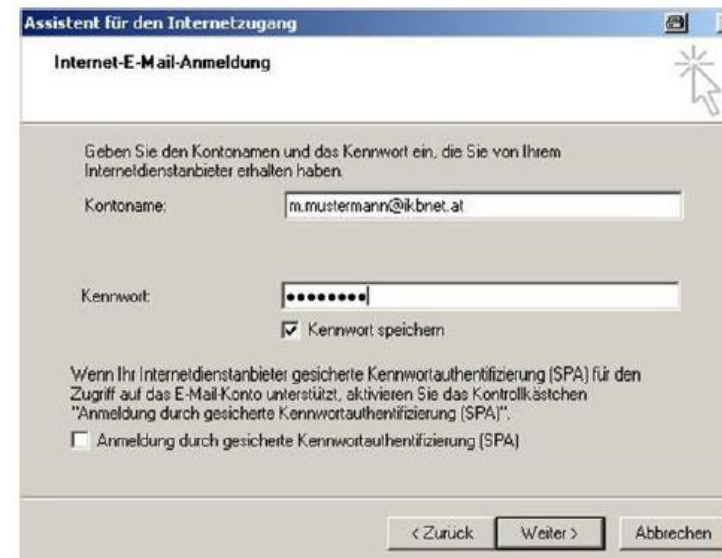 Assistent für den Internetzugang
Internet-E-Mail-Anmeldung
Geben Sie den Kontonamen und das Kennwort ein, die Sie von Ihrem
Internetdienstanbieter erhalten haben.
Kontoname:
m.mustermann@ikbnet.at
Kennwort:
●●●●●●●●
Kennwort speichern
Wenn Ihr Internetdienstanbieter gesicherte Kennwortauthentifizierung (SPA) für den
Zugriff auf das E-Mail-Konto unterstützt, aktivieren Sie das Kontrollkästchen
"Anmeldung durch gesicherte Kennwortauthentifizierung (SPA)".
Anmeldung durch gesicherte Kennwortauthentifizierung (SPA)
< Zurück
Weiter >
Abbrechen